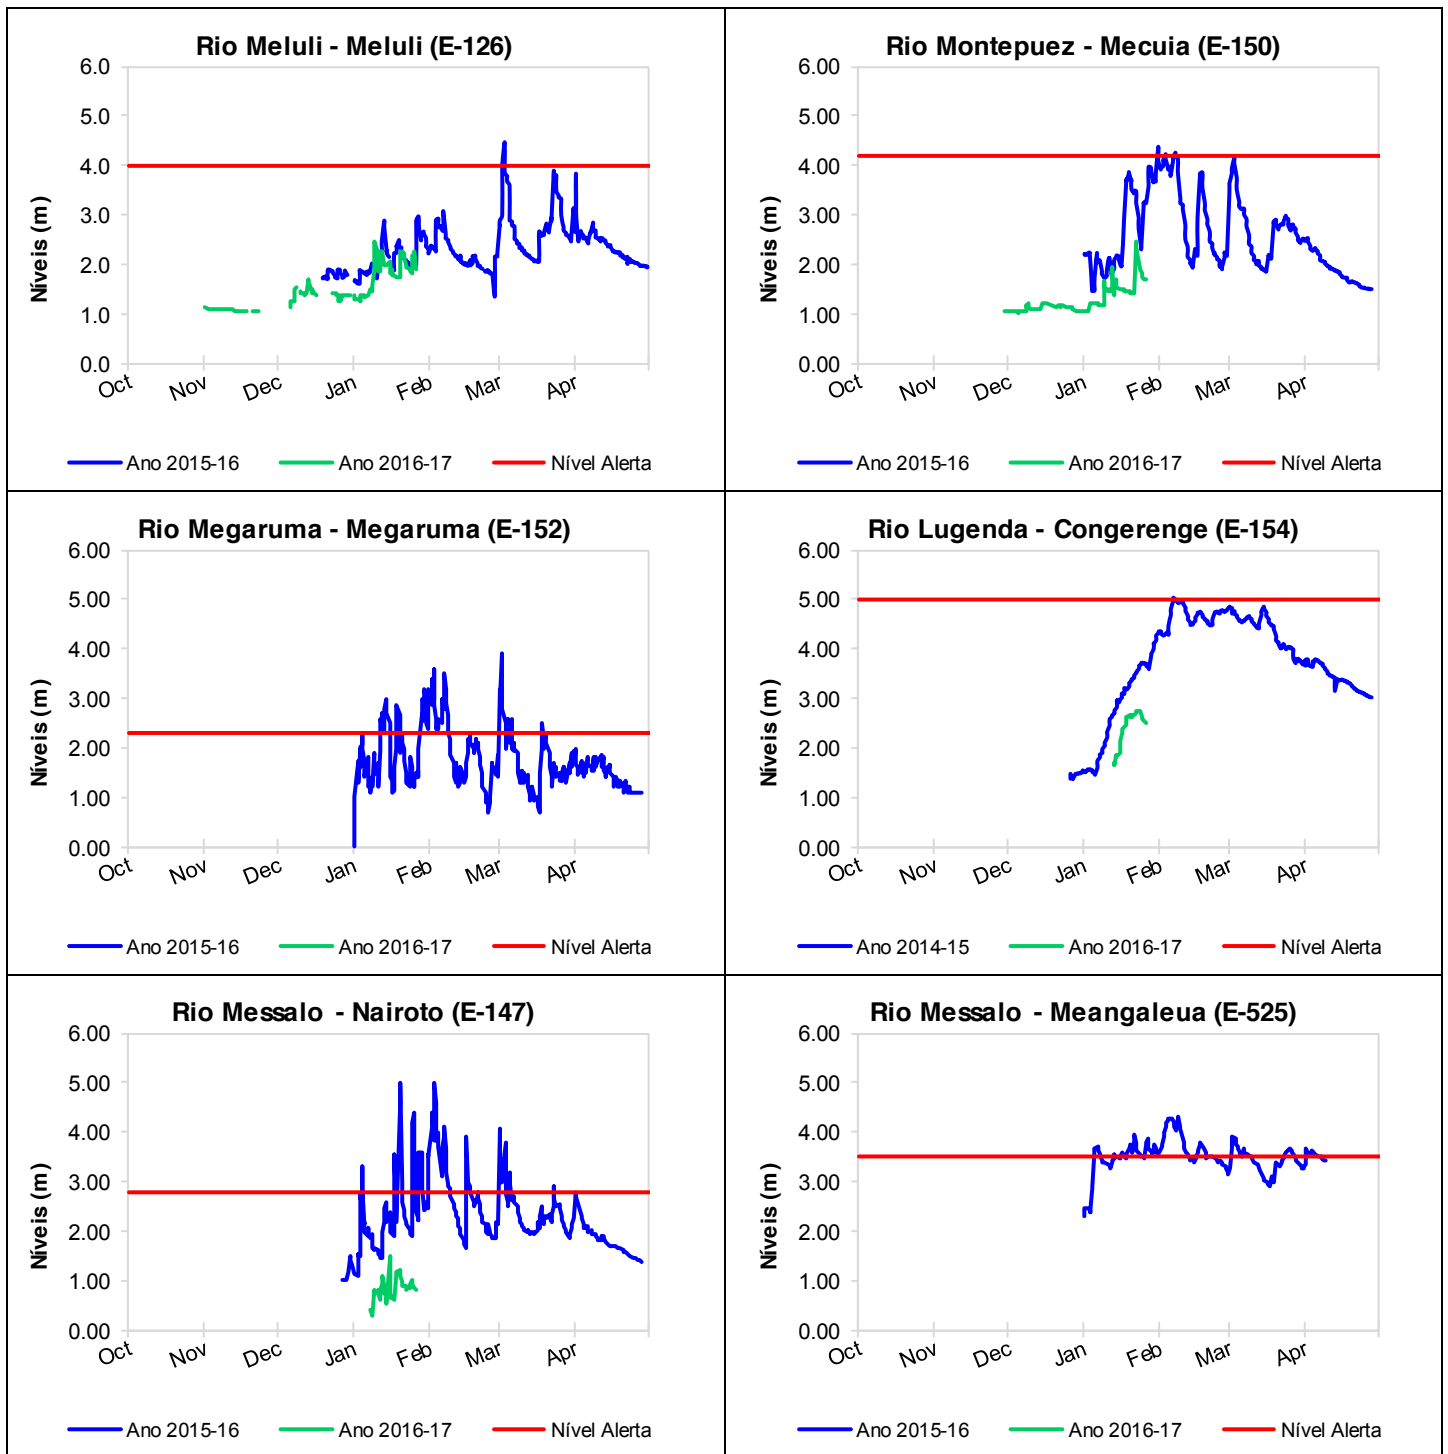 Rio Meluli - Meluli (E-126)
6.0
5.0
4.0
3.0
2.0
1.0
0.0
Níveis (m)
Oct Nov Dec Jan Feb Mar Apr
Ano 2015-16 Ano 2016-17 Nível Alerta
Rio Montepuez - Mecuia (E-150)
6.00
5.00
4.00
3.00
2.00
1.00
0.00
Níveis (m)
Oct Nov Dec Jan Feb Mar Apr
Ano 2015-16 Ano 2016-17 Nível Alerta
Rio Megaruma - Megaruma (E-152)
6.00
5.00
4.00
3.00
2.00
1.00
0.00
Níveis (m)
Oct Nov Dec Jan Feb Mar Apr
Ano 2015-16 Ano 2016-17 Nível Alerta
Rio Lugenda - Congerenge (E-154)
6.00
5.00
4.00
3.00
2.00
1.00
0.00
Níveis (m)
Oct Nov Dec Jan Feb Mar Apr
Ano 2014-15 Ano 2016-17 Nível Alerta
Rio Messalo - Nairoto (E-147)
6.00
5.00
4.00
3.00
2.00
1.00
0.00
Níveis (m)
Oct Nov Dec Jan Feb Mar Apr
Ano 2015-16 Ano 2016-17 Nível Alerta
Rio Messalo - Meangaleua (E-525)
6.00
5.00
4.00
3.00
2.00
1.00
0.00
Níveis (m)
Oct Nov Dec Jan Feb Mar Apr
Ano 2015-16 Ano 2016-17 Nível Alerta